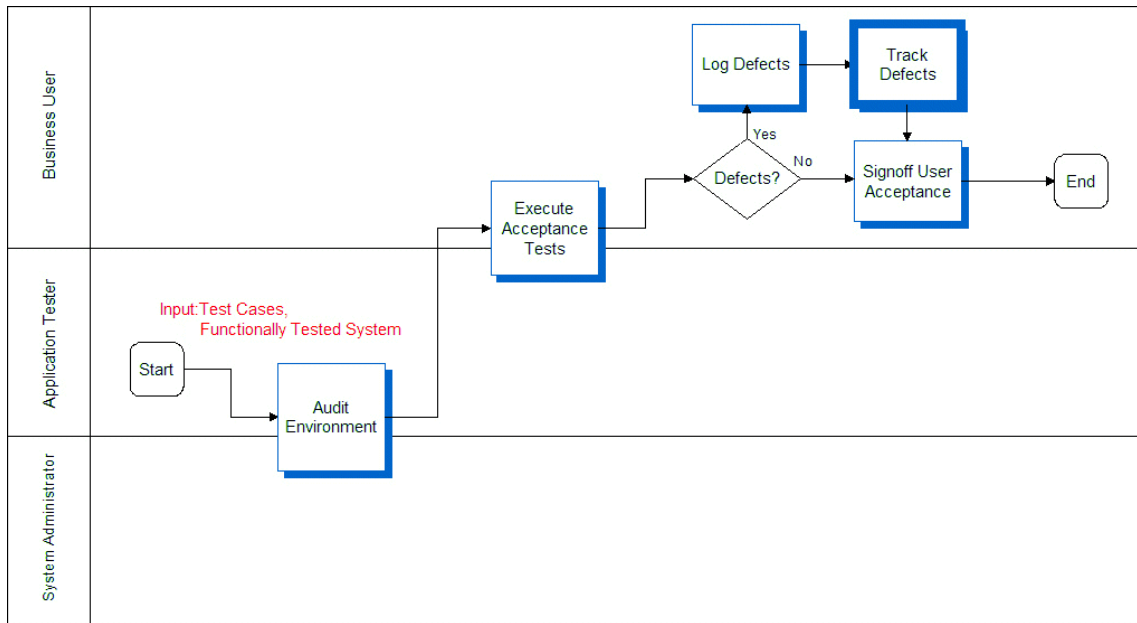 Business User
Log Defects
Track
Defects
Yes
Defects?
No
Signoff User
Acceptance
End
Execute
Acceptance
Tests
Application Tester
Input:Test Cases,
Functionally Tested System
Start
Audit
Environment
System Administrator